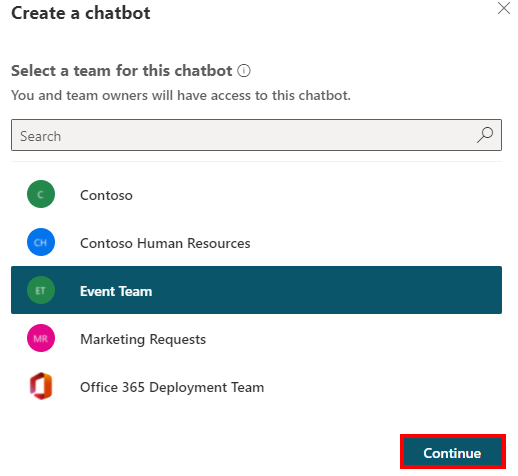 Create a chatbot
Select a team for this chatbot
You and team owners will have access to this chatbot.
Search
C Contoso
CH Contoso Human Resources
ET Event Team
MR Marketing Requests
Office 365 Deployment Team
Continue